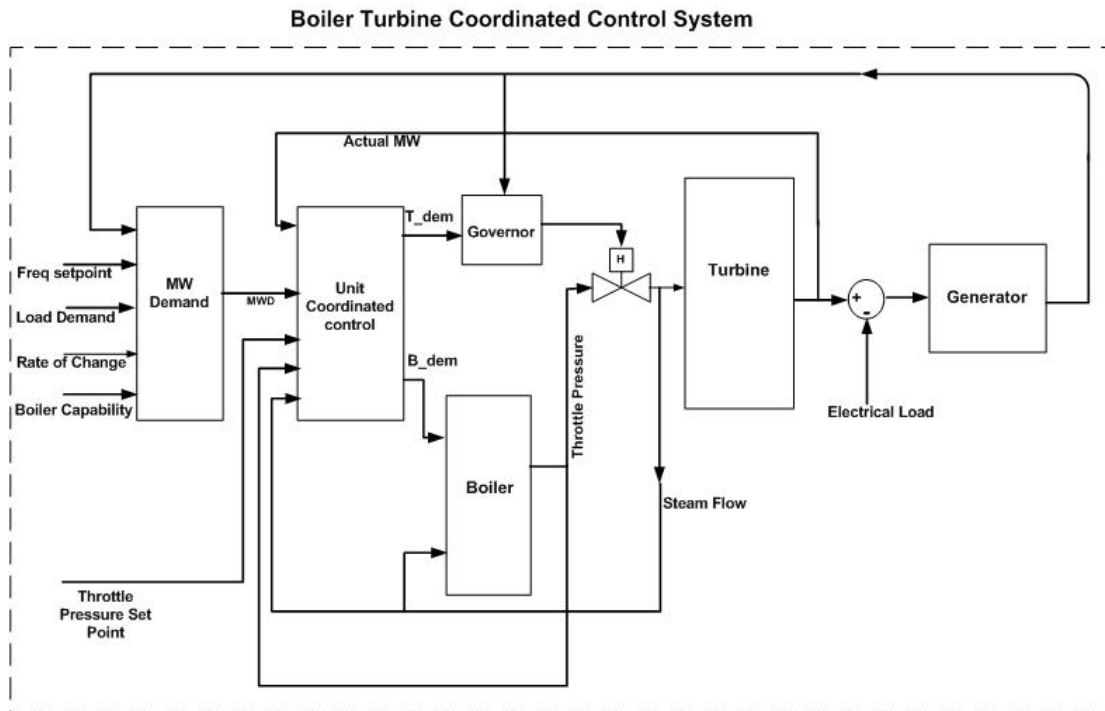 Boiler Turbine Coordinated Control System
Actual MW
T_dem
Governor
H
MW
Demand
Freq setpoint
Load Demand
Rate of Change
Boiler Capability
MWD
Unit
Coordinated
control
B_dem
Boiler
Throttle Pressure
Turbine
+
-
Generator
Electrical Load
Steam Flow
Throttle
Pressure Set
Point